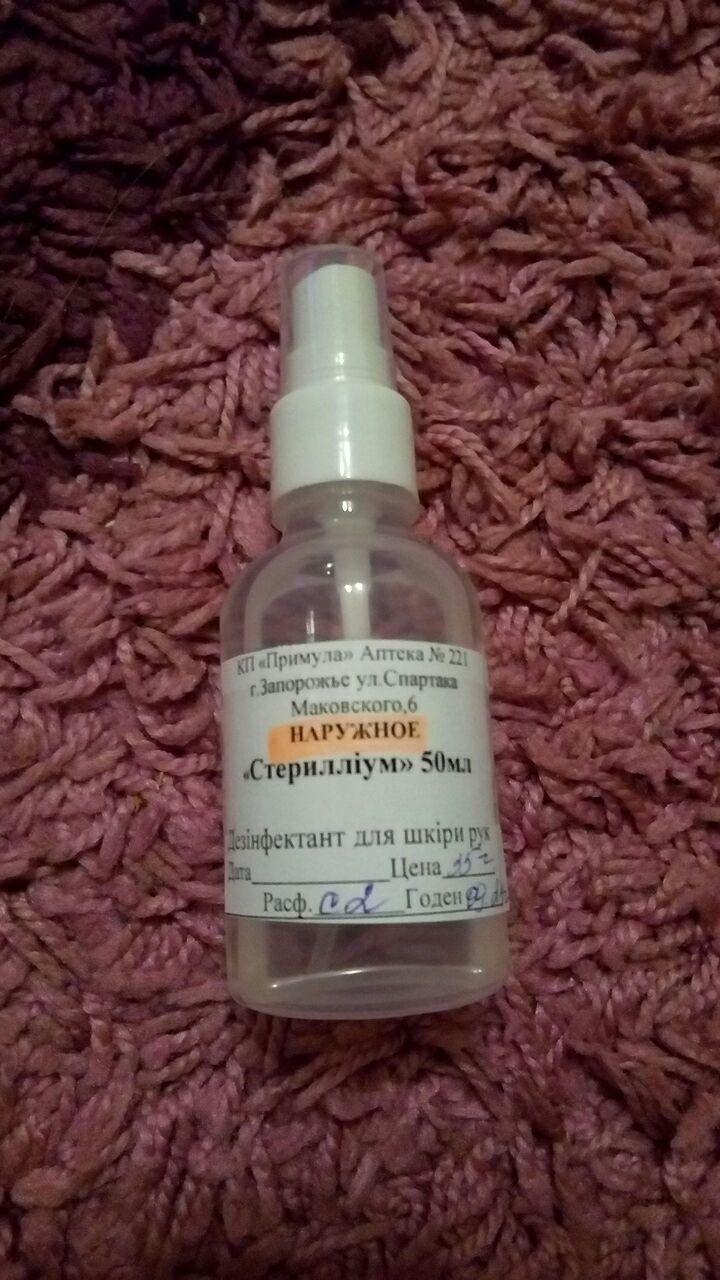 КП «Примула» Аптека № 221
г.Запорожье ул.Спартака
Маковского,6
НАРУЖНОЕ
«Стерилліум» 50мл
Дезінфектант для шкіри рук
Дата__________ Цена
Расф. Годен